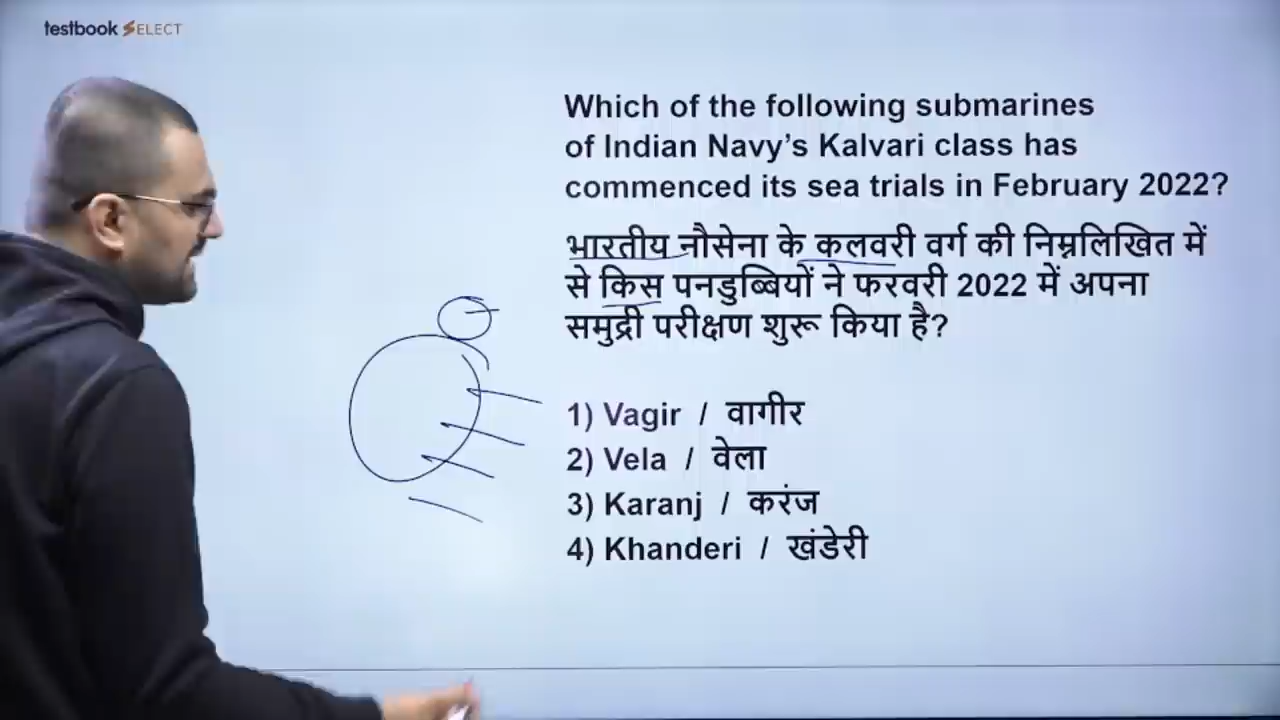 testbook SELECT
Which of the following submarines
of Indian Navy's Kalvari class has
commenced its sea trials in February 2022?
भारतीय नौसेना के कलवरी वर्ग की निम्नलिखित में
से किस पनडुब्बियों ने फरवरी 2022 में अपना
समुद्री परीक्षण शुरू किया है?
1) Vagir / वागीर
2) Vela / वेला
3) Karanj / करंज
4) Khanderi / खंडेरी